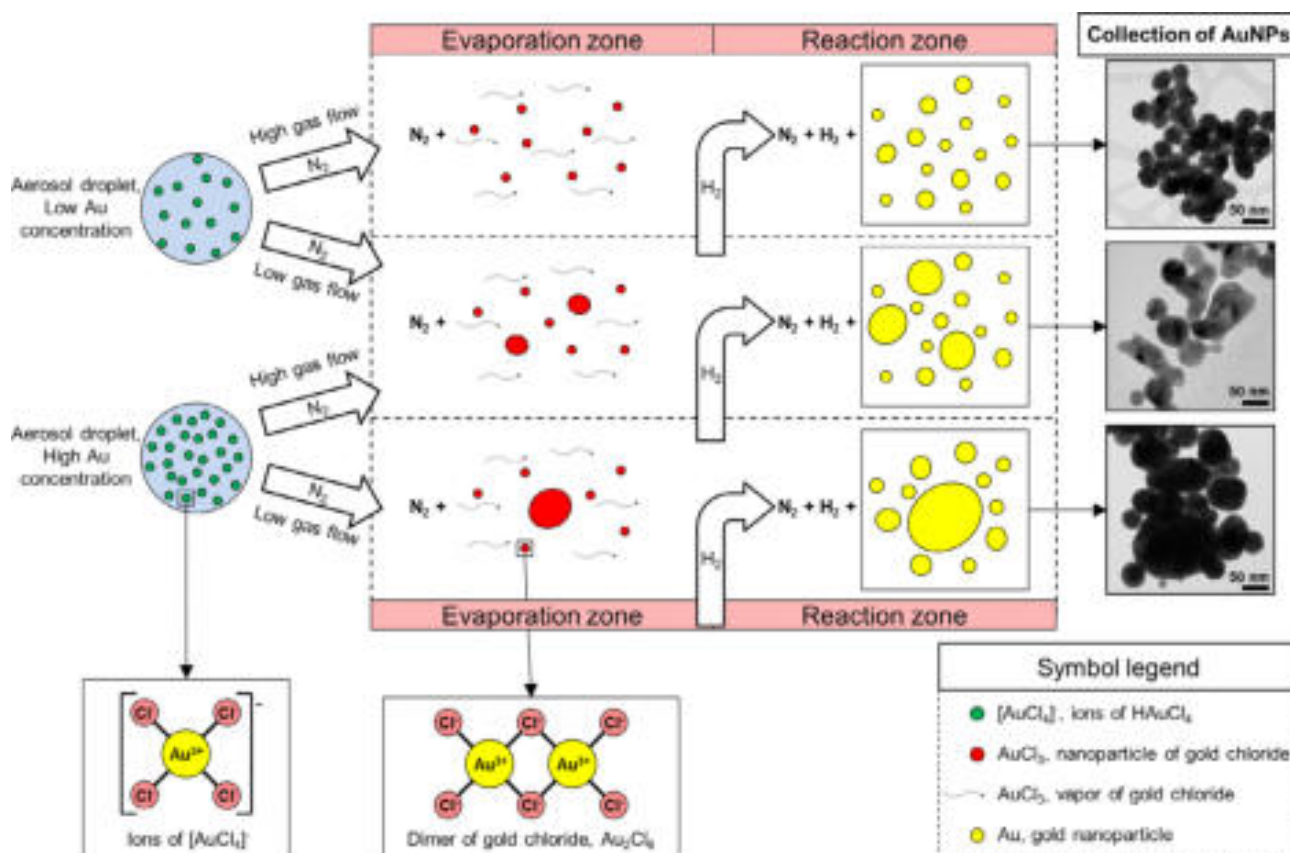 Evaporation zone
Reaction zone
Collection of AuNPs
High gas flow
N₂
N₂ +
H₂
N₂ + H₂ +
50 nm
Aerosol droplet,
Low Au
concentration
N₂
Low gas flow
N₂ +
H₂
N₂ + H₂ +
50 nm
High gas flow
N₂
Aerosol droplet,
High Au
concentration
N₂
Low gas flow
N₂ +
H₂
N₂ + H₂ +
50 nm
Evaporation zone
Reaction zone
Cl⁻
Cl⁻
Au³⁺
Cl⁻
Cl⁻
-
Ions of [AuCl₄]⁻
Cl⁻
Cl⁻
Cl⁻
Au³⁺
Au³⁺
Cl⁻
Cl⁻
Cl⁻
Dimer of gold chloride, Au₂Cl₆
Symbol legend
[AuCl₄]⁻, ions of HAuCl₄
AuCl₃, nanoparticle of gold chloride
AuCl₃, vapor of gold chloride
Au, gold nanoparticle